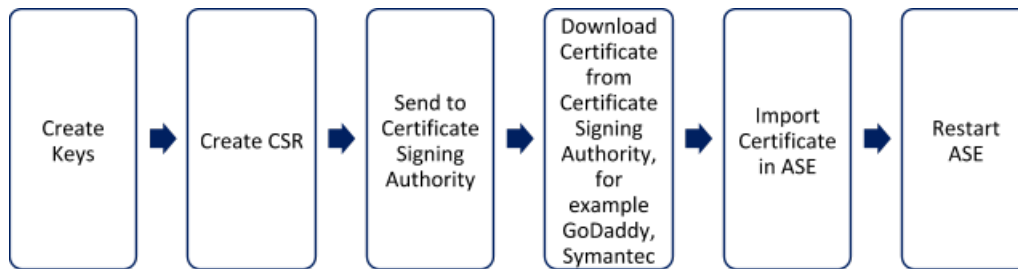 Create
Keys
Create CSR
Send to
Certificate
Signing
Authority
Download
Certificate
from
Certificate
Signing
Authority,
for
example
GoDaddy,
Symantec
Import
Certificate
in ASE
Restart
ASE